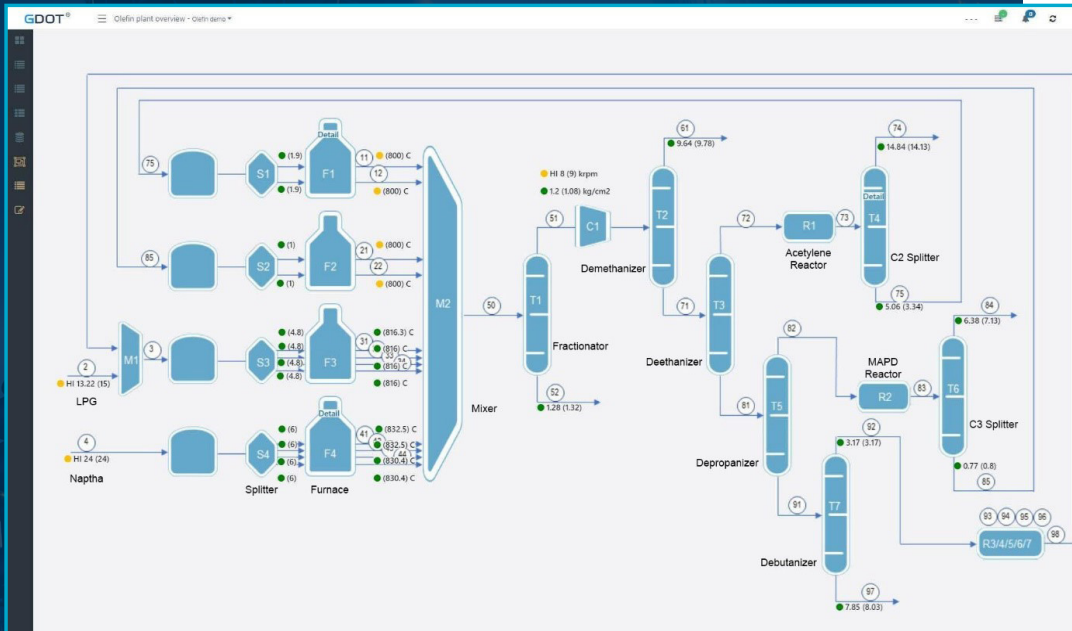 GDOT®
Olefin plant overview - Olefin demo
61
9.64 (9.78)
74
14.84 (14.13)
75
S1
(1.9)
(1.9)
Detail
F1
11
12
(800) C
(800) C
HI 8 (9) krpm
1.2 (1.08) kg/cm2
51
C1
T2
Demethanizer
72
R1
Acetylene
Reactor
73
Detail
T4
C2 Splitter
75
5.06 (3.34)
85
S2
(1)
(1)
F2
21
22
(800) C
(800) C
M2
Mixer
50
T1
Fractionator
52
1.28 (1.32)
71
T3
Deethanizer
84
6.38 (7.13)
2
HI 13.22 (15)
LPG
M1
3
S3
(4.8)
(4.8)
(4.8)
(4.8)
F3
31
33
(816.3) C
(816) C
(816) C
(816) C
82
MAPD
Reactor
R2
83
T6
C3 Splitter
0.77 (0.8)
85
81
T5
Depropanizer
4
HI 24 (24)
Naptha
S4
Splitter
(6)
(6)
(6)
(6)
Detail
F4
Furnace
41
44
(832.5) C
(832.5) C
(830.4) C
(830.4) C
92
3.17 (3.17)
91
T7
Debutanizer
97
7.85 (8.03)
93
94
95
96
R3/4/5/6/7
98